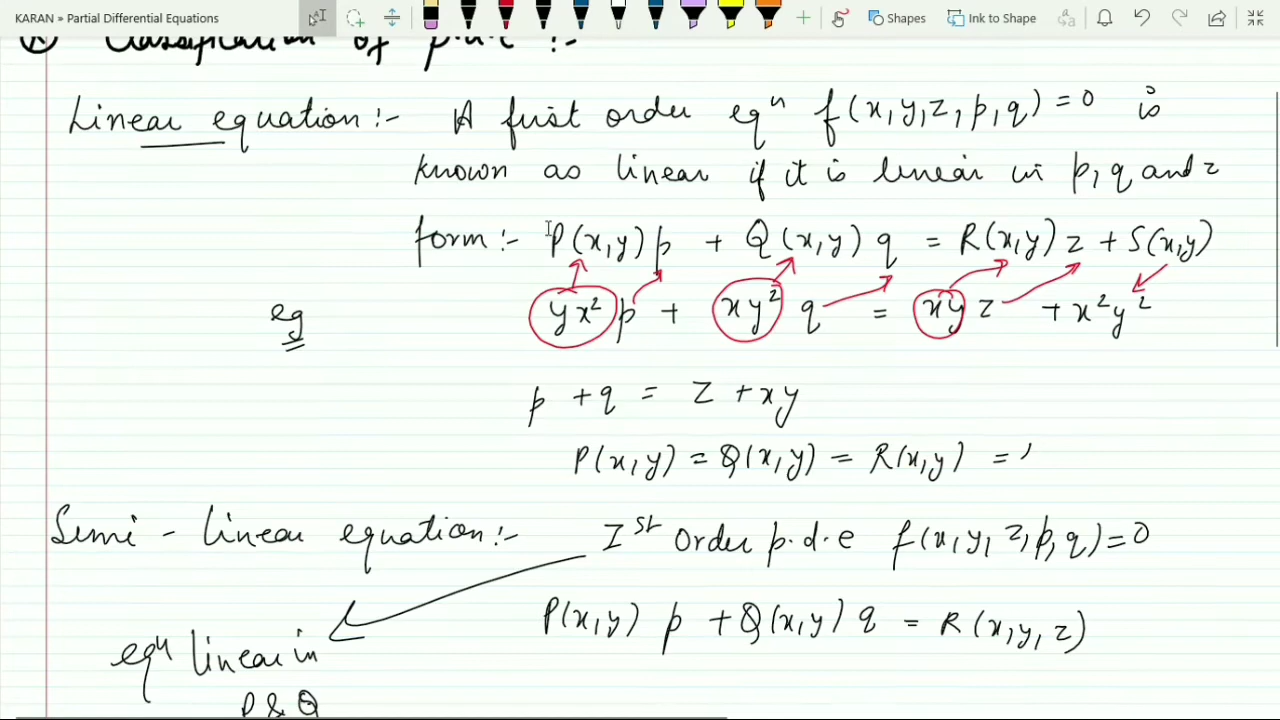 KARAN » Partial Differential Equations Shapes Ink to Shape
Classification of p.d.e :-
Linear equation :- A first order eqⁿ f(x,y,z,p,q) = 0 is
known as linear if it is linear in p, q and z
form :- P(x,y) p + Q(x,y) q = R(x,y) z + S(x,y)
eg yx² p + xy² q = xy z + x²y²
p + q = z + xy
P(x,y) = Q(x,y) = R(x,y) =
Semi - linear equation :- Iˢᵗ Order p.d.e f(x,y,z,p,q) = 0
P(x,y) p + Q(x,y) q = R(x,y,z)
eqⁿ linear in
P & Q